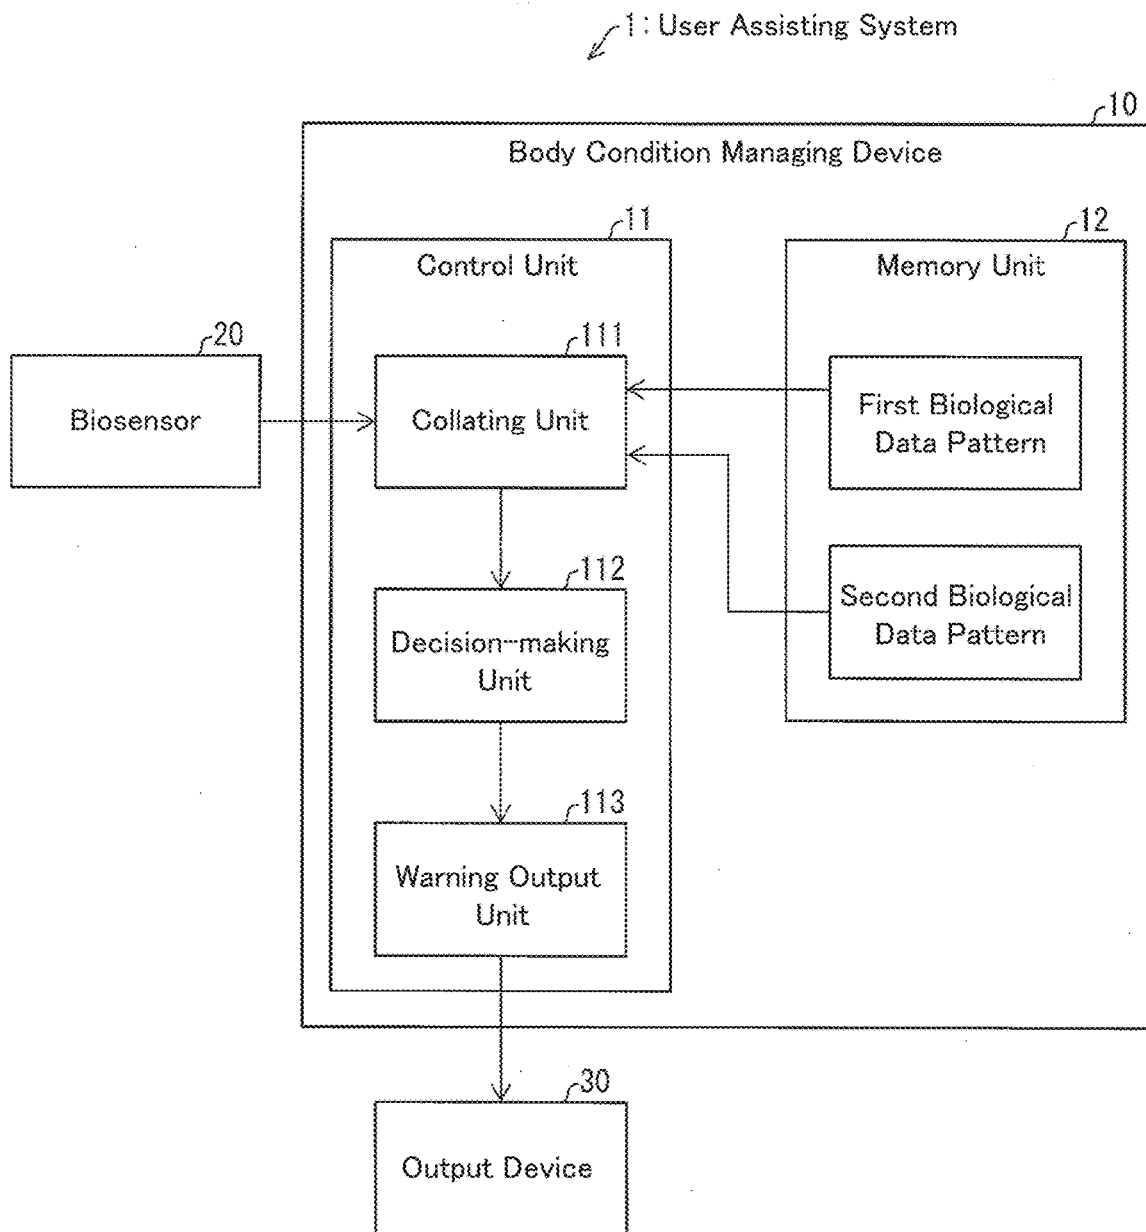 1: User Assisting System
10
Body Condition Managing Device
11
Control Unit
12
Memory Unit
20
Biosensor
111
Collating Unit
First Biological
Data Pattern
112
Decision-making
Unit
Second Biological
Data Pattern
113
Warning Output
Unit
30
Output Device